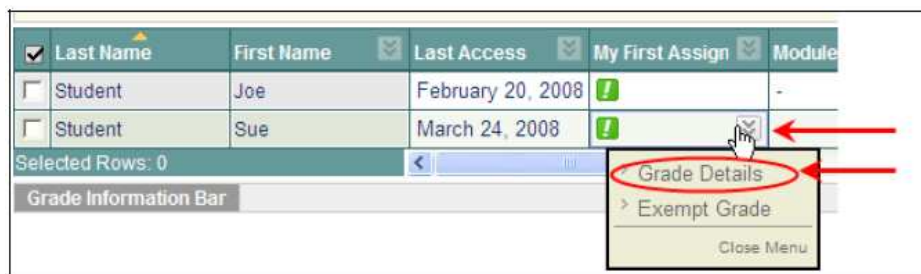 Last Name First Name Last Access My First Assign Module
Student Joe February 20, 2008 ! -
Student Sue March 24, 2008 !
Selected Rows: 0
Grade Details
Grade Information Bar
Exempt Grade
Close Menu